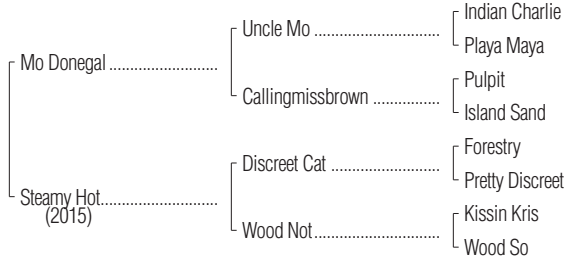 Indian Charlie
Uncle Mo ..............................
Playa Maya
Mo Donegal ..........................
Pulpit
Callingmissbrown ................
Island Sand
Forestry
Discreet Cat ..........................
Pretty Discreet
Steamy Hot............................
(2015)
Kissin Kris
Wood Not ..............................
Wood So